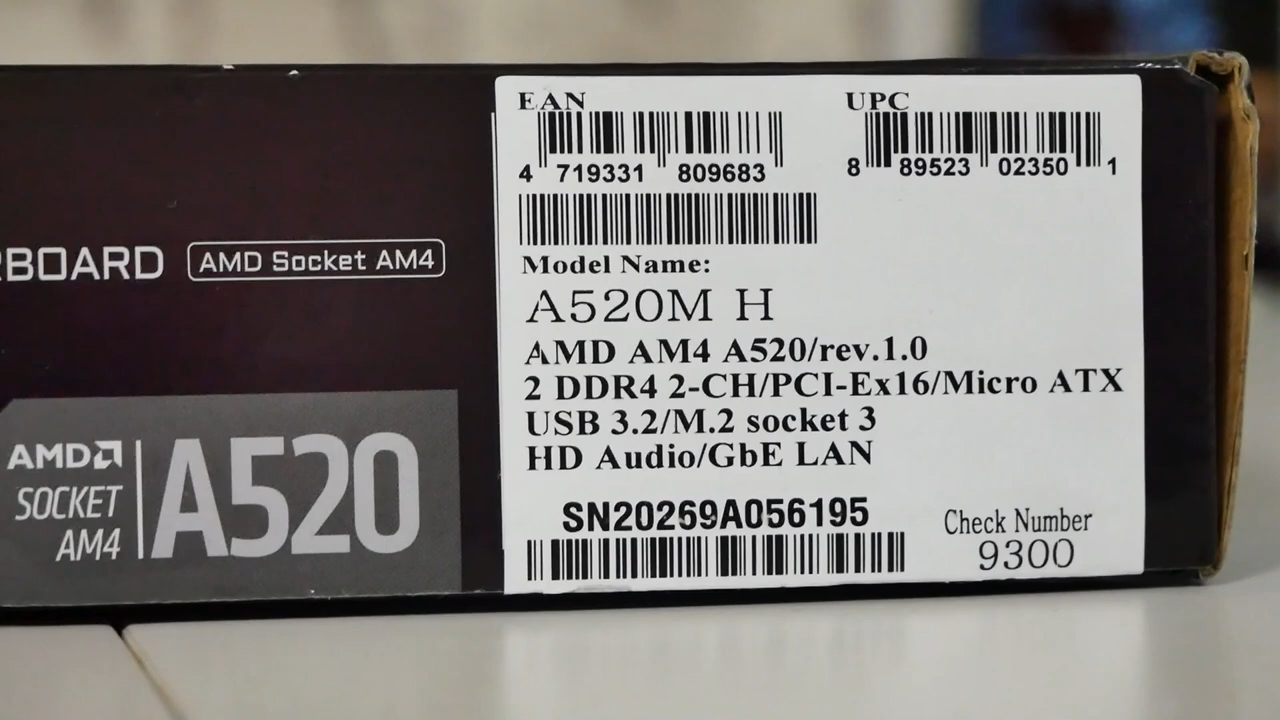 RBOARD AMD Socket AM4
AMD
SOCKET
AM4
A520
EAN
4 719331 809683
UPC
8 89523 02350 1
Model Name:
A520M H
AMD AM4 A520/rev.1.0
2 DDR4 2-CH/PCI-Ex16/Micro ATX
USB 3.2/M.2 socket 3
HD Audio/GbE LAN
SN20269A056195
Check Number
9300